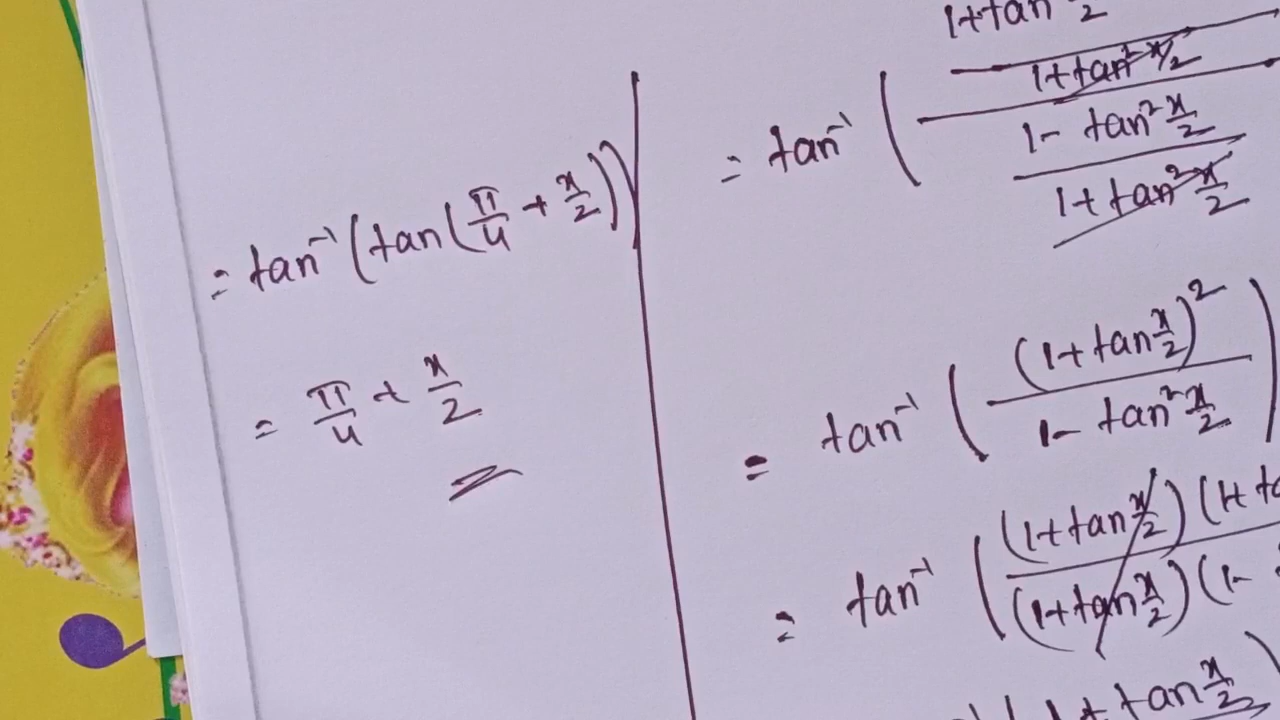 = tan⁻¹(tan(π/4 + x/2))
= π/4 + x/2
1+tan x/2
1+tan² x/2
= tan⁻¹ (
1- tan² x/2
1+ tan² x/2
= tan⁻¹ ( (1+ tan x/2)² / 1- tan² x/2 )
= tan⁻¹ ( (1+tan x/2) (1+ / (1+tan x/2) (1-
1+ tan x/2